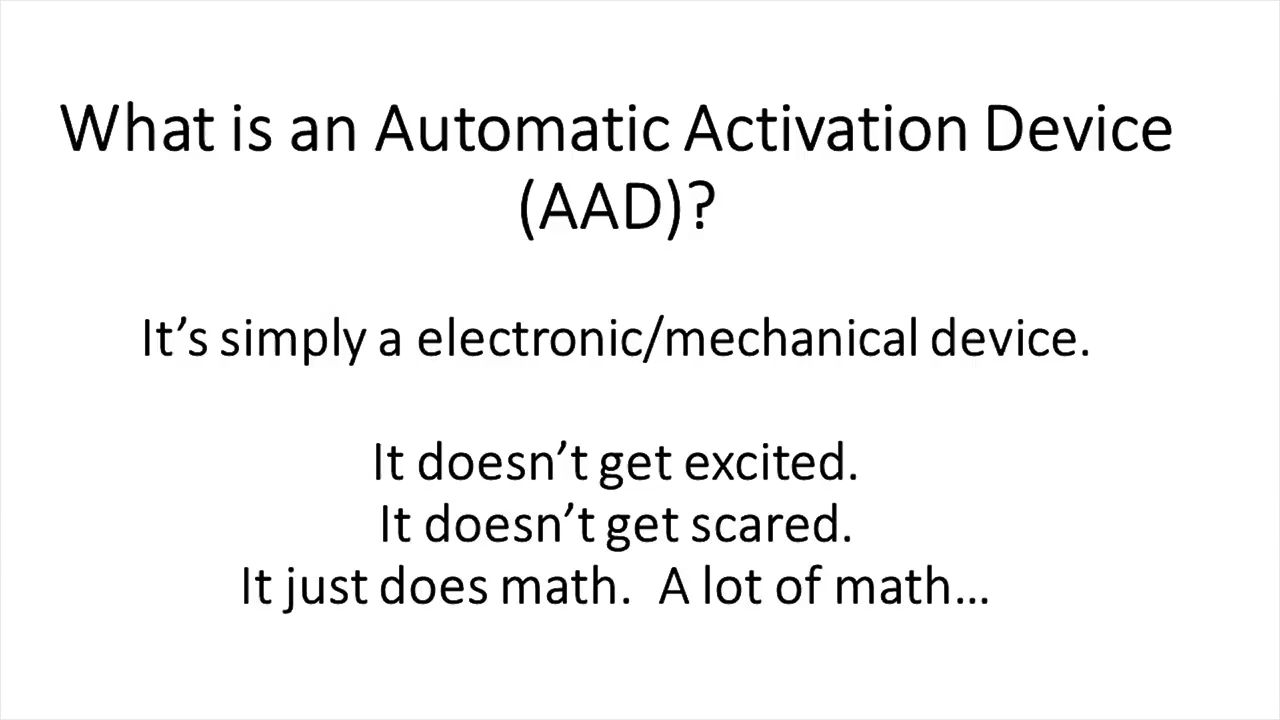 What is an Automatic Activation Device
(AAD)?
It’s simply a electronic/mechanical device.
It doesn’t get excited.
It doesn’t get scared.
It just does math.  A lot of math…